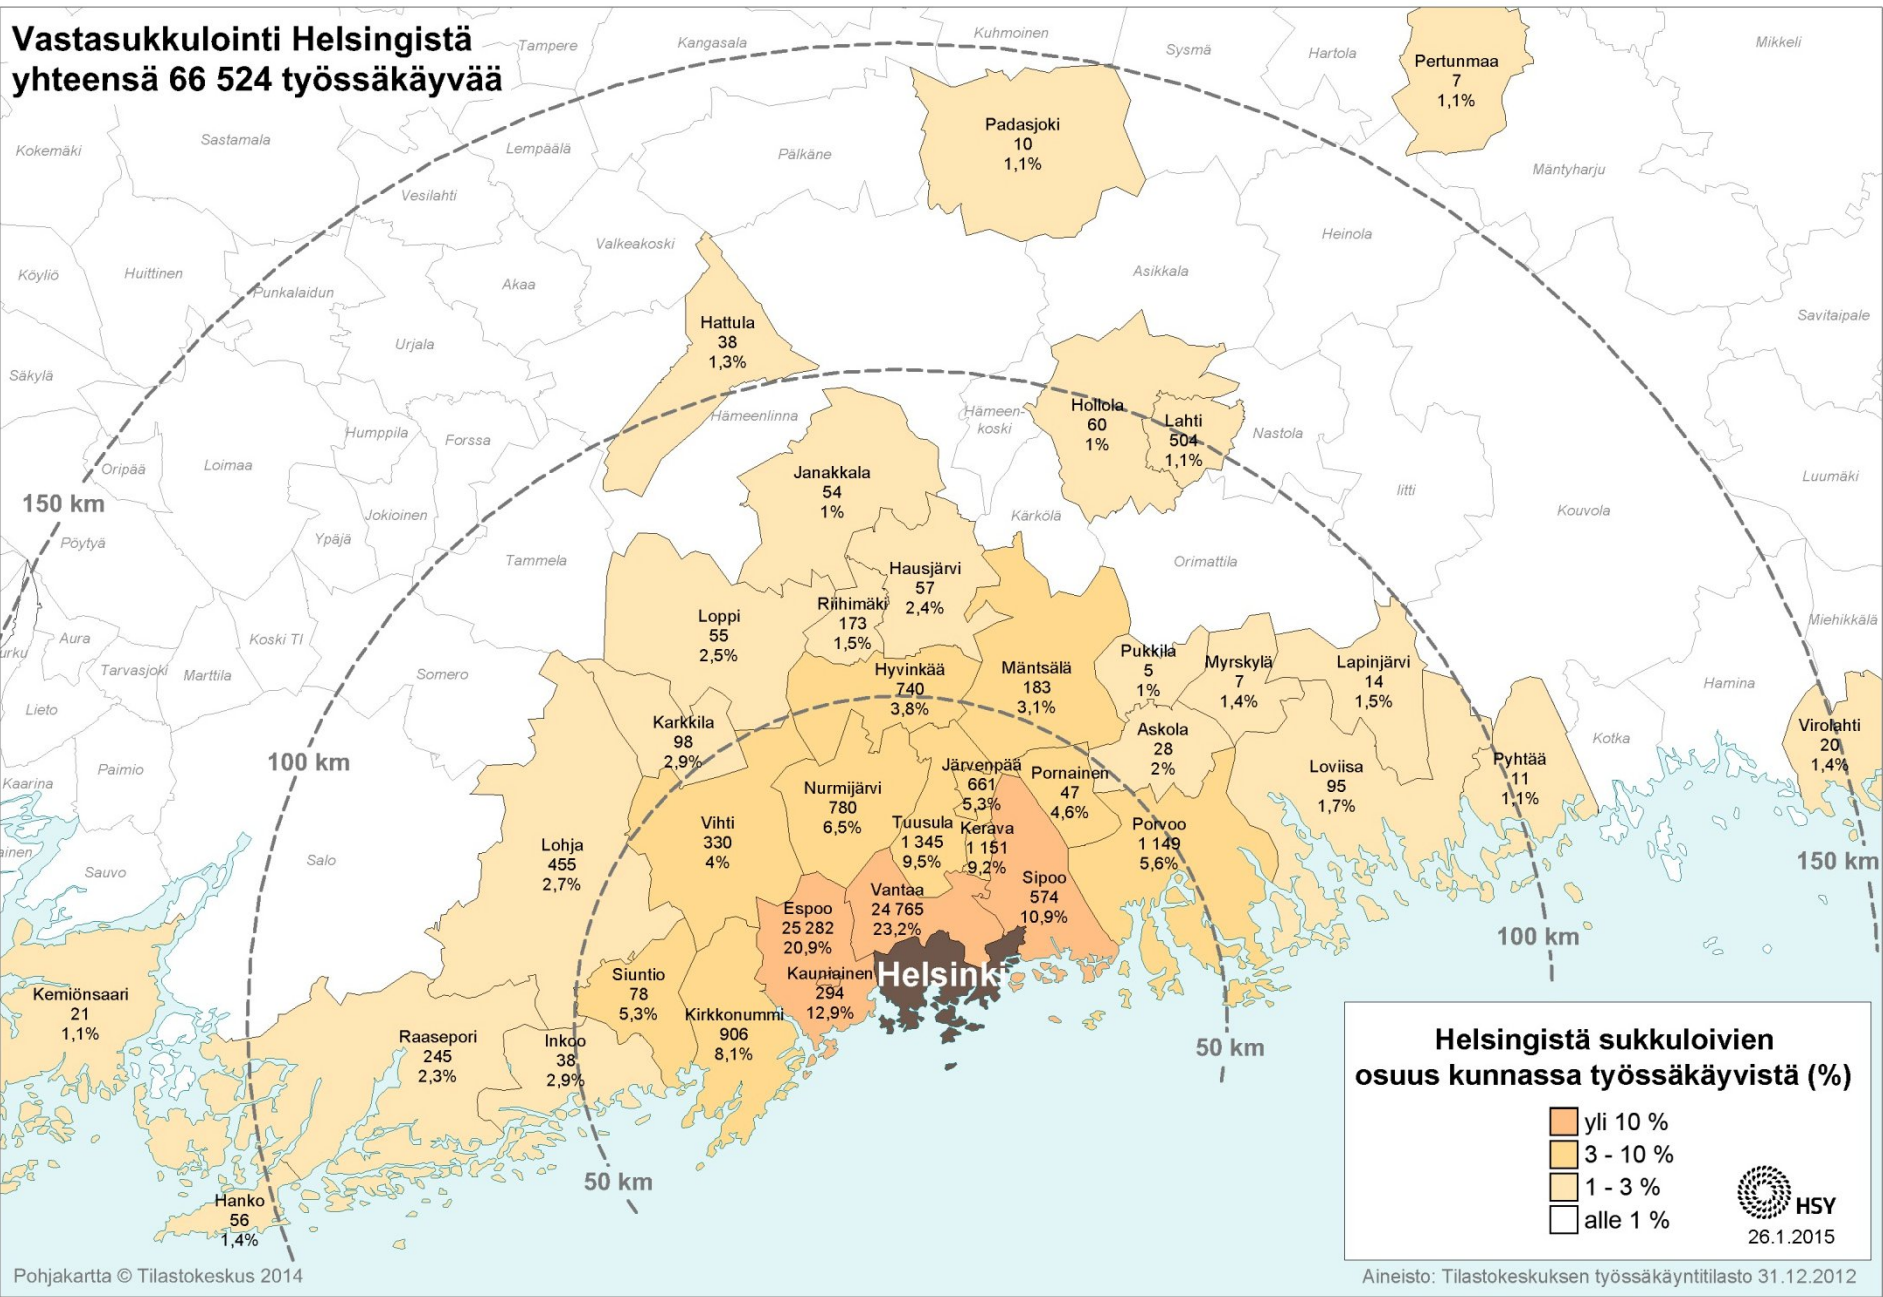 Vastasukkulointi Helsingistä
yhteensä 66 524 työssäkäyvää
Tampere
Kangasala
Kuhmoinen
Sysmä
Hartola
Mikkeli
Pertunmaa
7
1,1%
Padasjoki
10
1,1%
Kokemäki
Sastamala
Lempäälä
Pälkäne
Mäntyharju
Vesilahti
Valkeakoski
Heinola
Köyliö
Huittinen
Punkalaidun
Akaa
Asikkala
Savitaipale
Hattula
38
1,3%
Urjala
Säkylä
Hämeenlinna
Hämeen-
koski
Hollola
60
1%
Lahti
504
1,1%
Nastola
Humppila
Forssa
Oripää
Loimaa
Janakkala
54
1%
Luumäki
Iitti
150 km
Jokioinen
Kärkölä
Kouvola
Pöytyä
Ypäjä
Tammela
Orimattila
Hausjärvi
57
2,4%
Riihimäki
173
1,5%
Loppi
55
2,5%
Miehikkälä
urku
Aura
Koski Tl
Tarvasjoki
Marttila
Somero
Hyvinkää
740
3,8%
Mäntsälä
183
3,1%
Pukkila
5
1%
Myrskylä
7
1,4%
Lapinjärvi
14
1,5%
Hamina
Lieto
Karkkila
98
2,9%
Askola
28
2%
Virolahti
20
1,4%
Kotka
100 km
Paimio
Kaarina
Järvenpää
661
5,3%
Pornainen
47
4,6%
Loviisa
95
1,7%
Pyhtää
11
1,1%
Nurmijärvi
780
6,5%
Vihti
330
4%
Tuusula
1 345
9,5%
Kerava
1 151
9,2%
Porvoo
1 149
5,6%
Lohja
455
2,7%
ainen
Sauvo
Salo
150 km
Sipoo
574
10,9%
Vantaa
24 765
23,2%
Espoo
25 282
20,9%
100 km
Kauniainen
294
12,9%
Helsinki
Siuntio
78
5,3%
Kemiönsaari
21
1,1%
Kirkkonummi
906
8,1%
Raasepori
245
2,3%
Inkoo
38
2,9%
50 km
50 km
Hanko
56
1,4%
Helsingistä sukkuloivien
osuus kunnassa työssäkäyvistä (%)
yli 10 %
3 - 10 %
1 - 3 %
alle 1 %
HSY
26.1.2015
Pohjakartta © Tilastokeskus 2014
Aineisto: Tilastokeskuksen työssäkäyntitilasto 31.12.2012